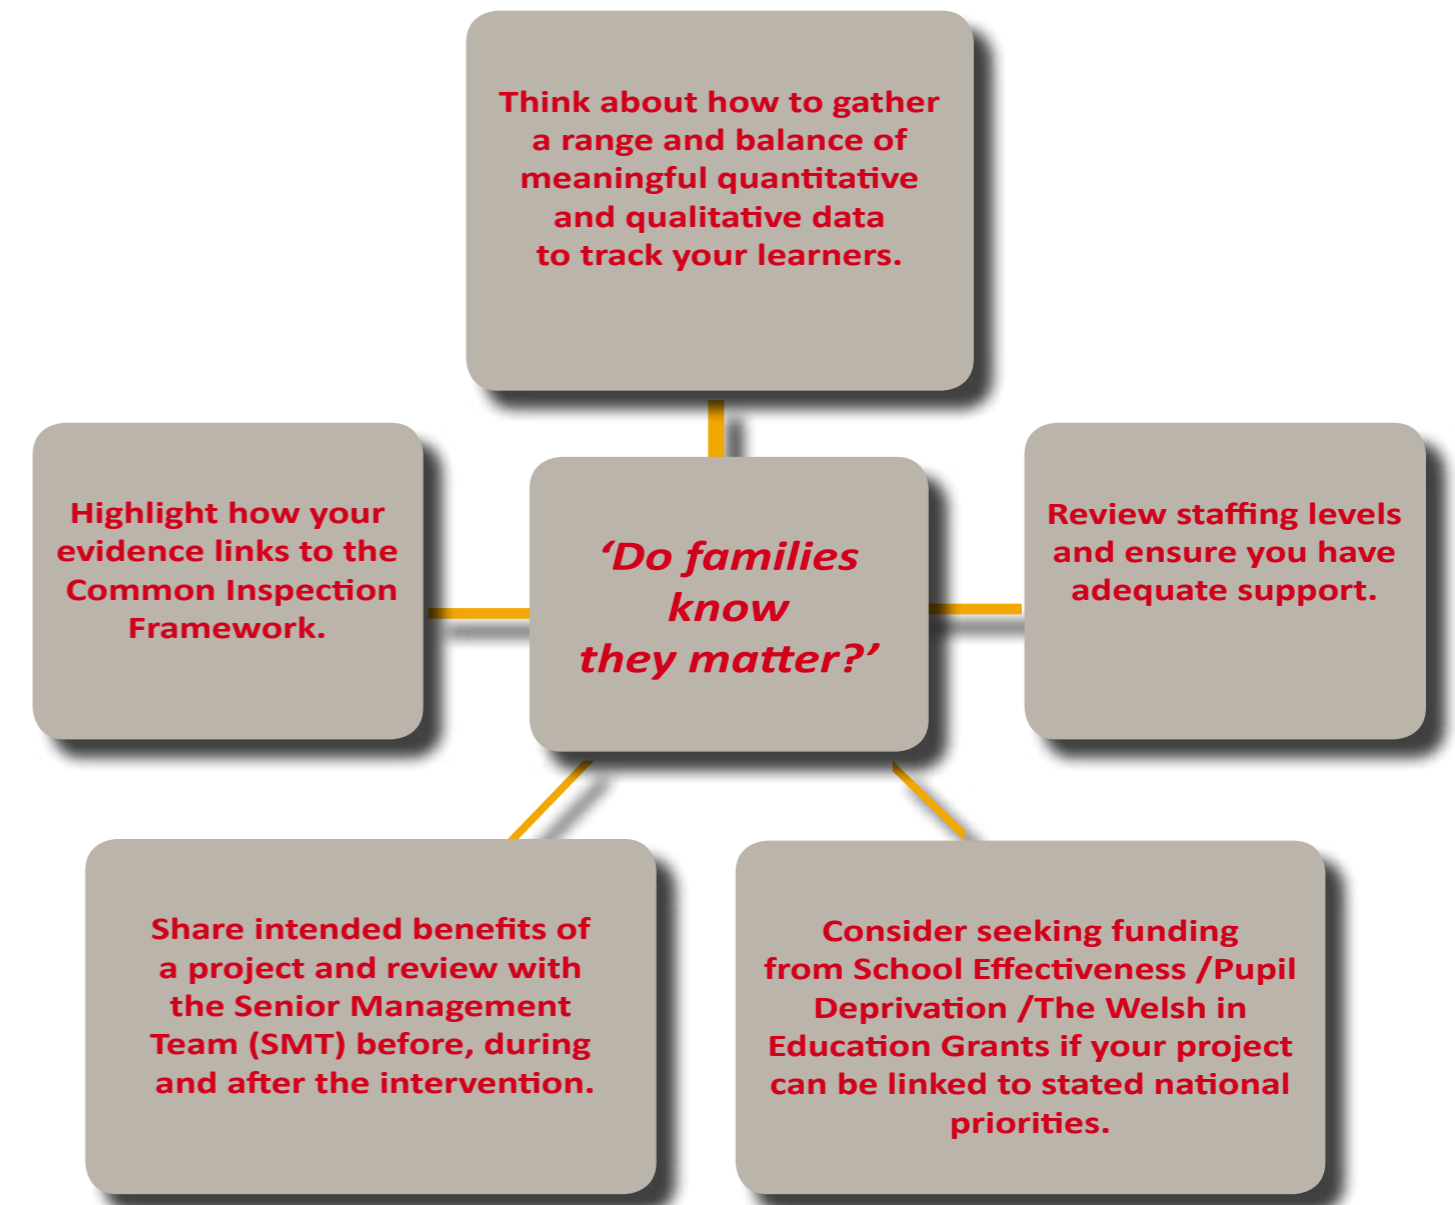 Think about how to gather
a range and balance of
meaningful quantitative
and qualitative data
to track your learners.
Highlight how your
evidence links to the
Common Inspection
Framework.
‘Do families
know
they matter?’
Review staffing levels
and ensure you have
adequate support.
Share intended benefits of
a project and review with
the Senior Management
Team (SMT) before, during
and after the intervention.
Consider seeking funding
from School Effectiveness /Pupil
Deprivation /The Welsh in
Education Grants if your project
can be linked to stated national
priorities.